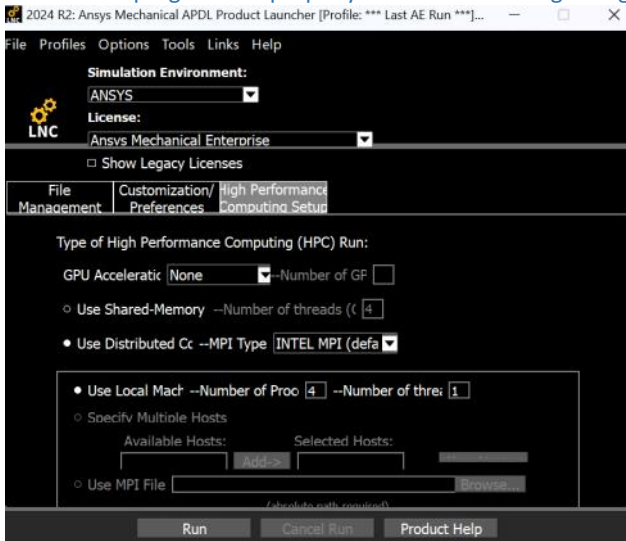 2024 R2: Ansys Mechanical APDL Product Launcher [Profile: *** Last AE Run ***]...
File Profiles Options Tools Links Help
Simulation Environment:
ANSYS
LNC
License:
Ansys Mechanical Enterprise
Show Legacy Licenses
File Management
Customization/ Preferences
High Performance Computing Setup
Type of High Performance Computing (HPC) Run:
GPU Acceleratic None --Number of GP
Use Shared-Memory --Number of threads (( 4
Use Distributed Cc --MPI Type INTEL MPI (defa
Use Local Mach --Number of Proc 4 --Number of threa 1
Specify Multiple Hosts
Available Hosts: Selected Hosts:
Add->
Use MPI File Browse...
(absolute path required)
Run Cancel Run Product Help